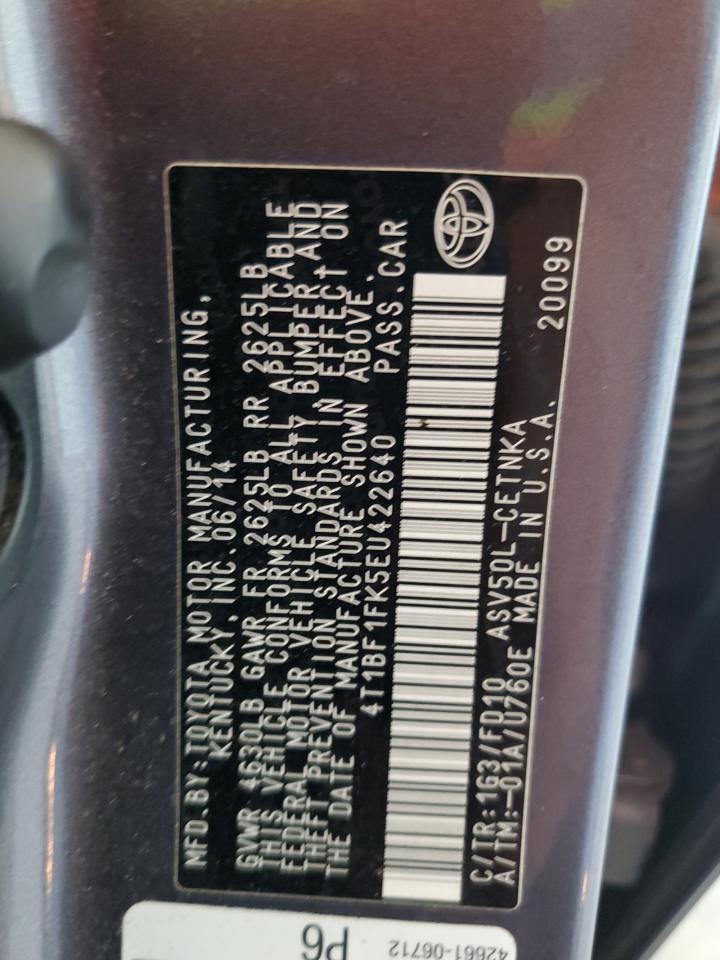 MFD.BY:TOYOTA MOTOR MANUFACTURING,
KENTUCKY, INC. 06/14
GVWR 4630LB GAWR FR 2625LB RR 2625LB
THIS VEHICLE CONFORMS TO ALL APPLICABLE
FEDERAL MOTOR VEHICLE SAFETY, BUMPER, AND
THEFT PREVENTION STANDARDS IN EFFECT ON
THE DATE OF MANUFACTURE SHOWN ABOVE.
4T1BF1FK5EU422640 PASS.CAR
C/TR:1G3/FD10 ASV50L-CETNKA
A/TM:-01A/U760E MADE IN U.S.A. 20099
P6
42661-06712